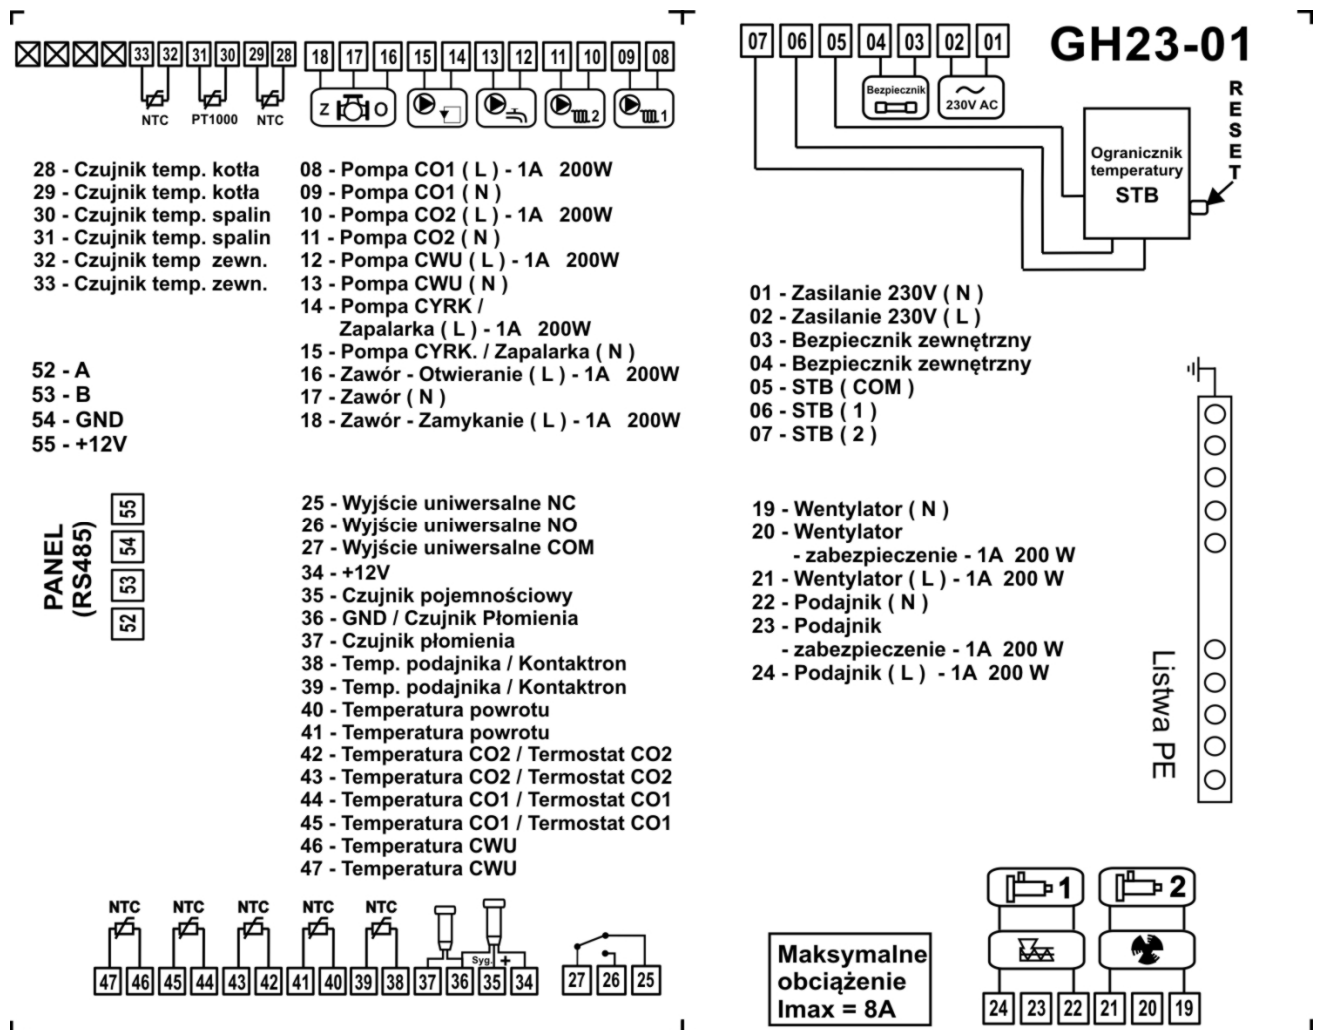 33 32 31 30 29 28 18 17 16 15 14 13 12 11 10 09 08
NTC PT1000 NTC
Z O 2 1
28 - Czujnik temp. kotła
29 - Czujnik temp. kotła
30 - Czujnik temp. spalin
31 - Czujnik temp. spalin
32 - Czujnik temp zewn.
33 - Czujnik temp. zewn.
08 - Pompa CO1 ( L ) - 1A 200W
09 - Pompa CO1 ( N )
10 - Pompa CO2 ( L ) - 1A 200W
11 - Pompa CO2 ( N )
12 - Pompa CWU ( L ) - 1A 200W
13 - Pompa CWU ( N )
14 - Pompa CYRK /
Zapalarka ( L ) - 1A 200W
15 - Pompa CYRK. / Zapalarka ( N )
16 - Zawór - Otwieranie ( L ) - 1A 200W
17 - Zawór ( N )
18 - Zawór - Zamykanie ( L ) - 1A 200W
52 - A
53 - B
54 - GND
55 - +12V
PANEL
(RS485)
55
54
53
52
25 - Wyjście uniwersalne NC
26 - Wyjście uniwersalne NO
27 - Wyjście uniwersalne COM
34 - +12V
35 - Czujnik pojemnościowy
36 - GND / Czujnik Płomienia
37 - Czujnik płomienia
38 - Temp. podajnika / Kontaktron
39 - Temp. podajnika / Kontaktron
40 - Temperatura powrotu
41 - Temperatura powrotu
42 - Temperatura CO2 / Termostat CO2
43 - Temperatura CO2 / Termostat CO2
44 - Temperatura CO1 / Termostat CO1
45 - Temperatura CO1 / Termostat CO1
46 - Temperatura CWU
47 - Temperatura CWU
NTC NTC NTC NTC NTC
Syg. +
47 46 45 44 43 42 41 40 39 38 37 36 35 34 27 26 25
07 06 05 04 03 02 01
GH23-01
Bezpiecznik
230V AC
RESET
Ogranicznik
temperatury
STB
01 - Zasilanie 230V ( N )
02 - Zasilanie 230V ( L )
03 - Bezpiecznik zewnętrzny
04 - Bezpiecznik zewnętrzny
05 - STB ( COM )
06 - STB ( 1 )
07 - STB ( 2 )
19 - Wentylator ( N )
20 - Wentylator
- zabezpieczenie - 1A 200 W
21 - Wentylator ( L ) - 1A 200 W
22 - Podajnik ( N )
23 - Podajnik
- zabezpieczenie - 1A 200 W
24 - Podajnik ( L ) - 1A 200 W
Listwa PE
Maksymalne
obciążenie
Imax = 8A
1 2
24 23 22 21 20 19